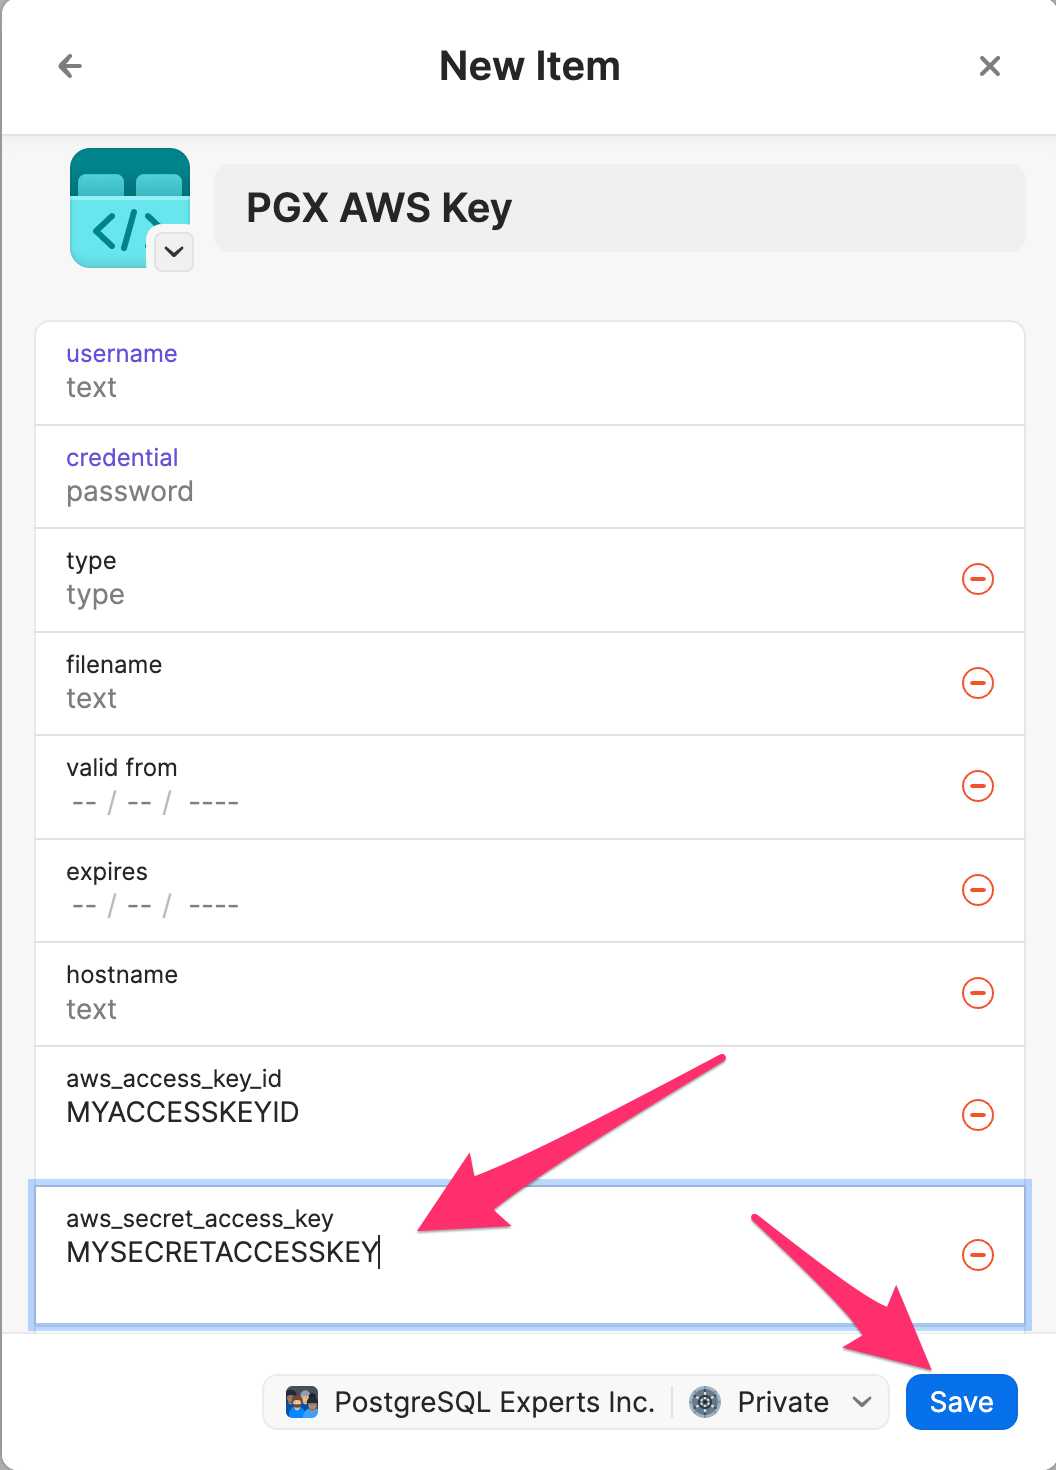 New Item
</>
PGX AWS Key
username
text
credential
password
type
type
filename
text
valid from
-- / -- / ----
expires
-- / -- / ----
hostname
text
aws_access_key_id
MYACCESSKEYID
aws_secret_access_key
MYSECRETACCESSKEY
PostgreSQL Experts Inc. Private Save